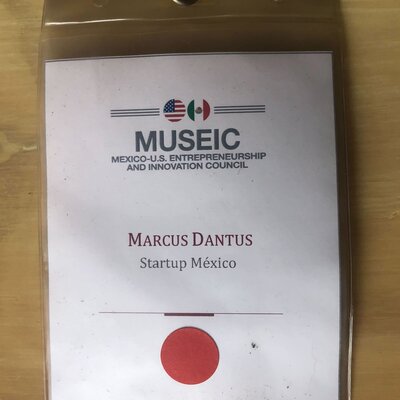 MUSEIC
MEXICO-U.S. ENTREPRENEURSHIP
AND INNOVATION COUNCIL
MARCUS DANTUS
Startup México